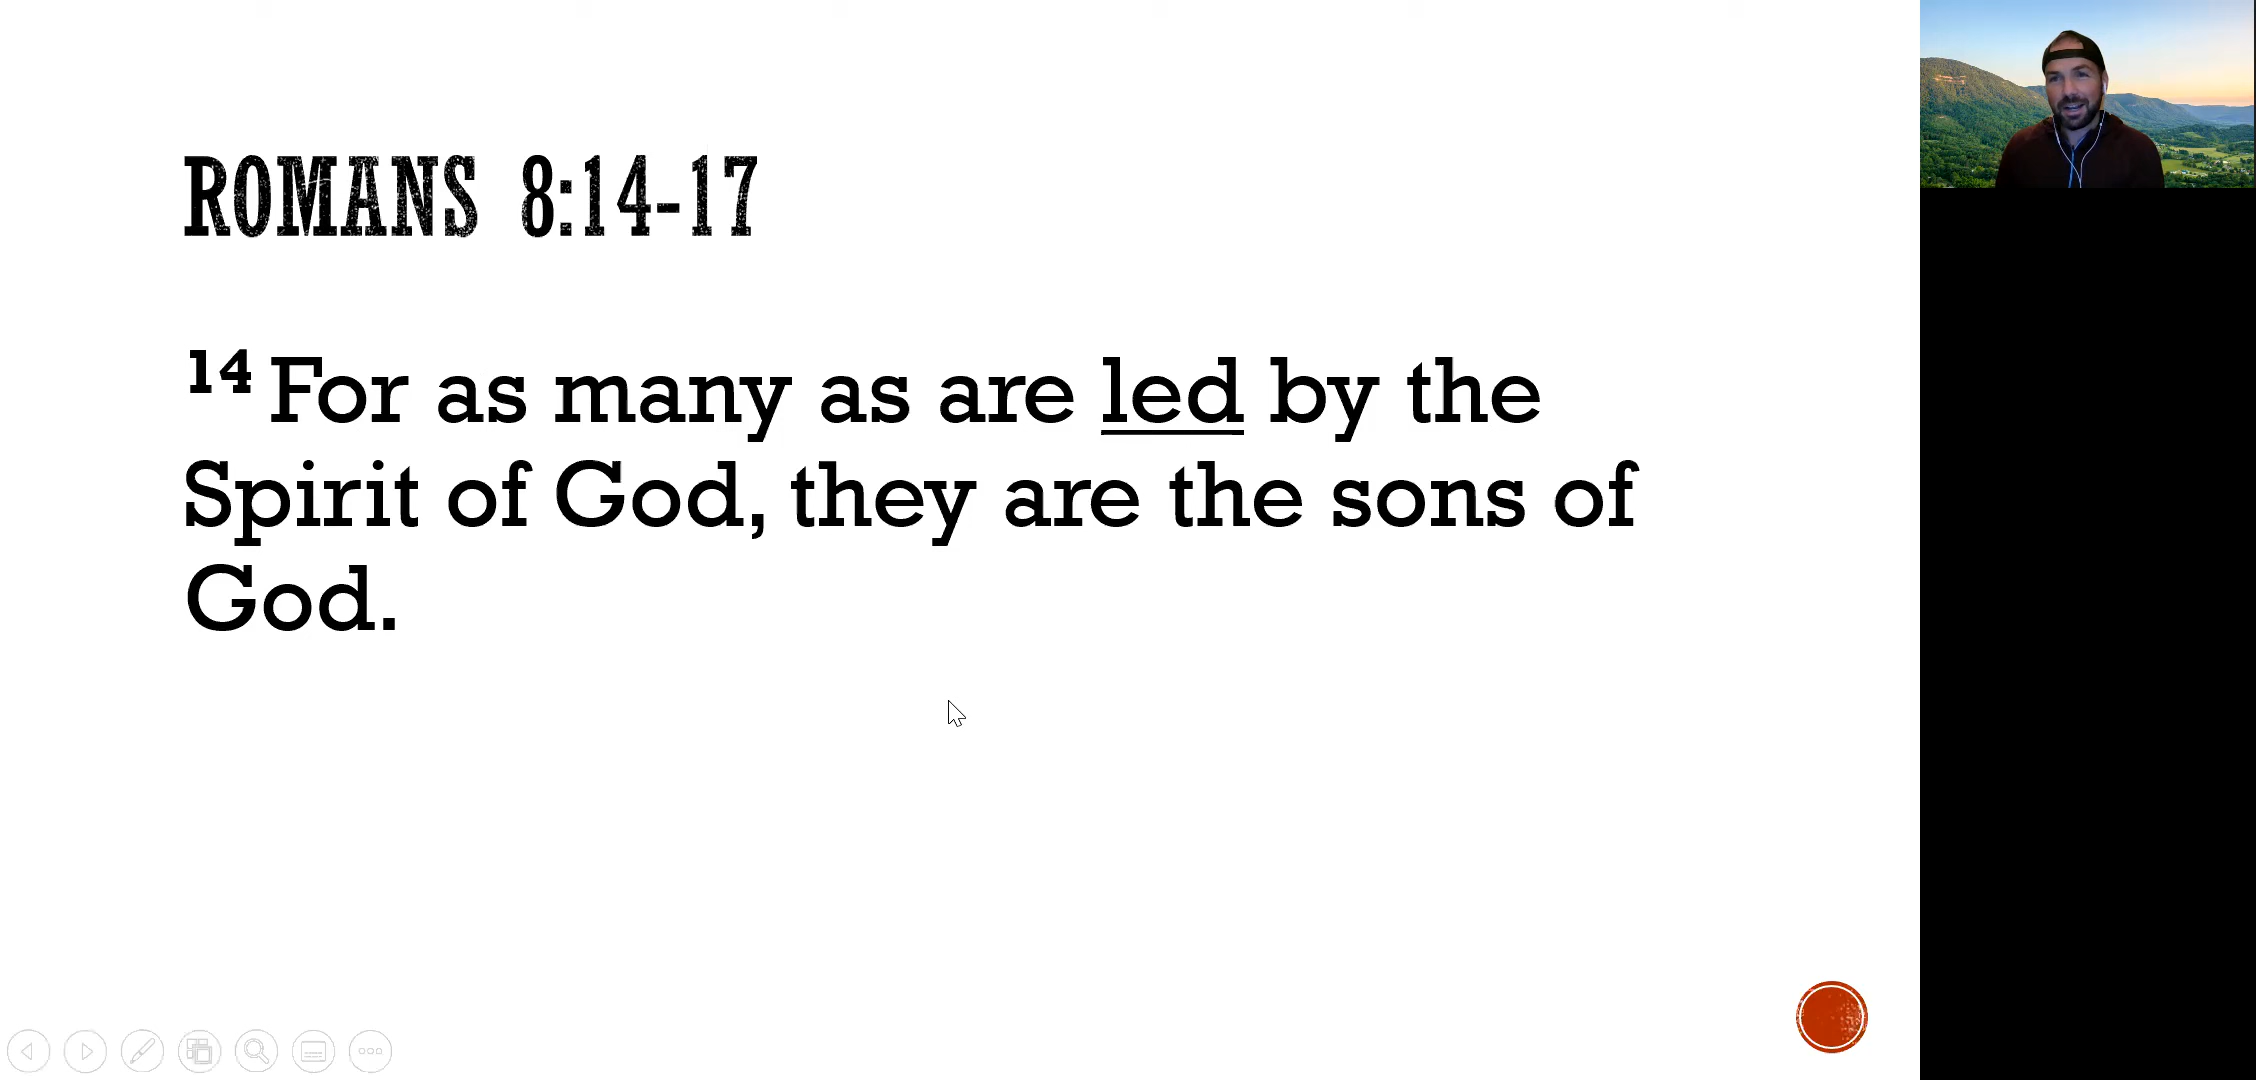 ROMANS 8:14-17
14 For as many as are led by the
Spirit of God, they are the sons of
God.